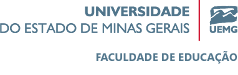 UNIVERSIDADE
DO ESTADO DE MINAS GERAIS
UEMG
FACULDADE DE EDUCAÇÃO